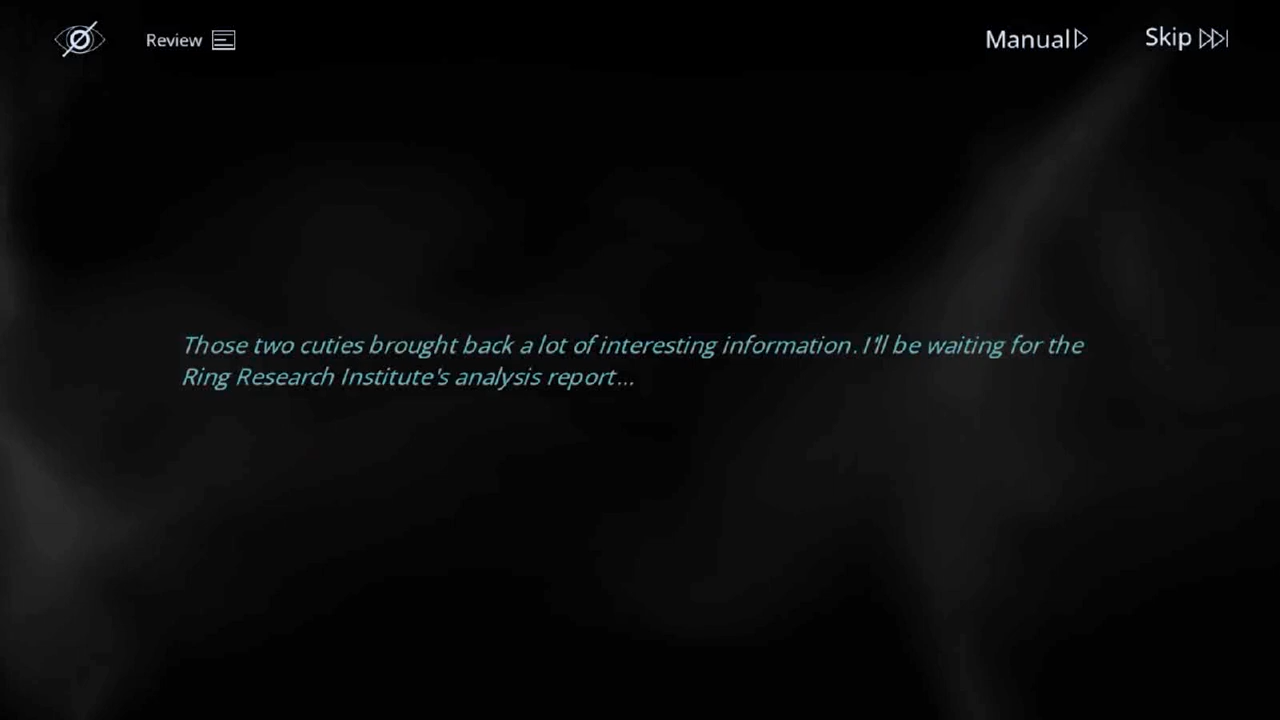 Review
Manual
Skip
Those two cuties brought back a lot of interesting information. I'll be waiting for the
Ring Research Institute's analysis report...